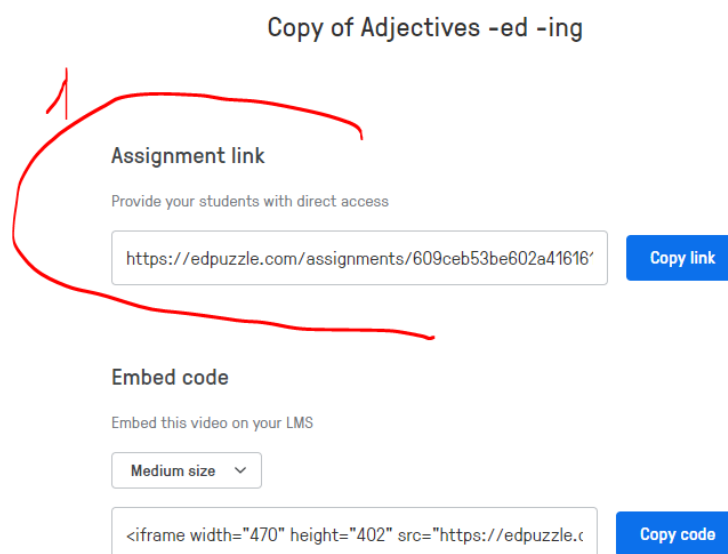 Copy of Adjectives -ed -ing
1
Assignment link
Provide your students with direct access
https://edpuzzle.com/assignments/609ceb53be602a41616
Copy link
Embed code
Embed this video on your LMS
Medium size
<iframe width="470" height="402" src="https://edpuzzle.c
Copy code